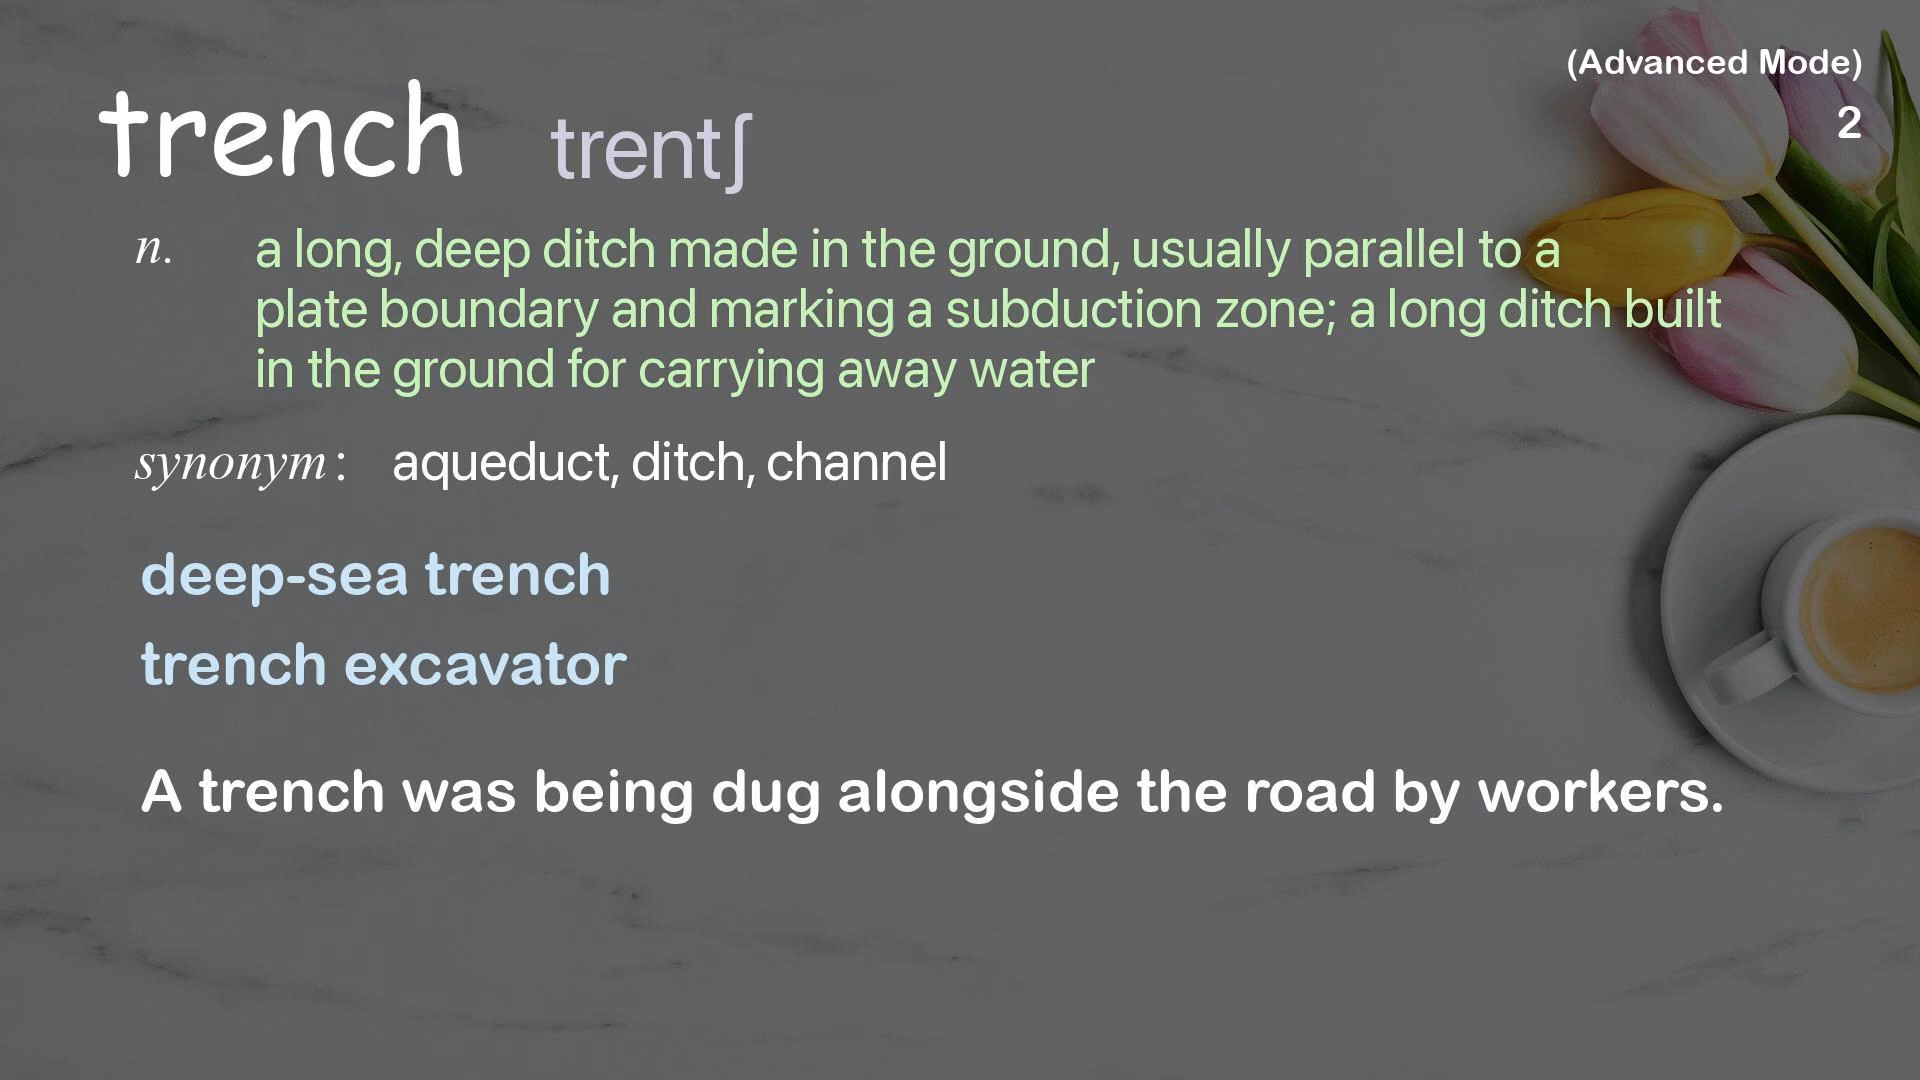 (Advanced Mode)
trench trentʃ
2
n. a long, deep ditch made in the ground, usually parallel to a
plate boundary and marking a subduction zone; a long ditch built
in the ground for carrying away water
synonym: aqueduct, ditch, channel
deep-sea trench
trench excavator
A trench was being dug alongside the road by workers.